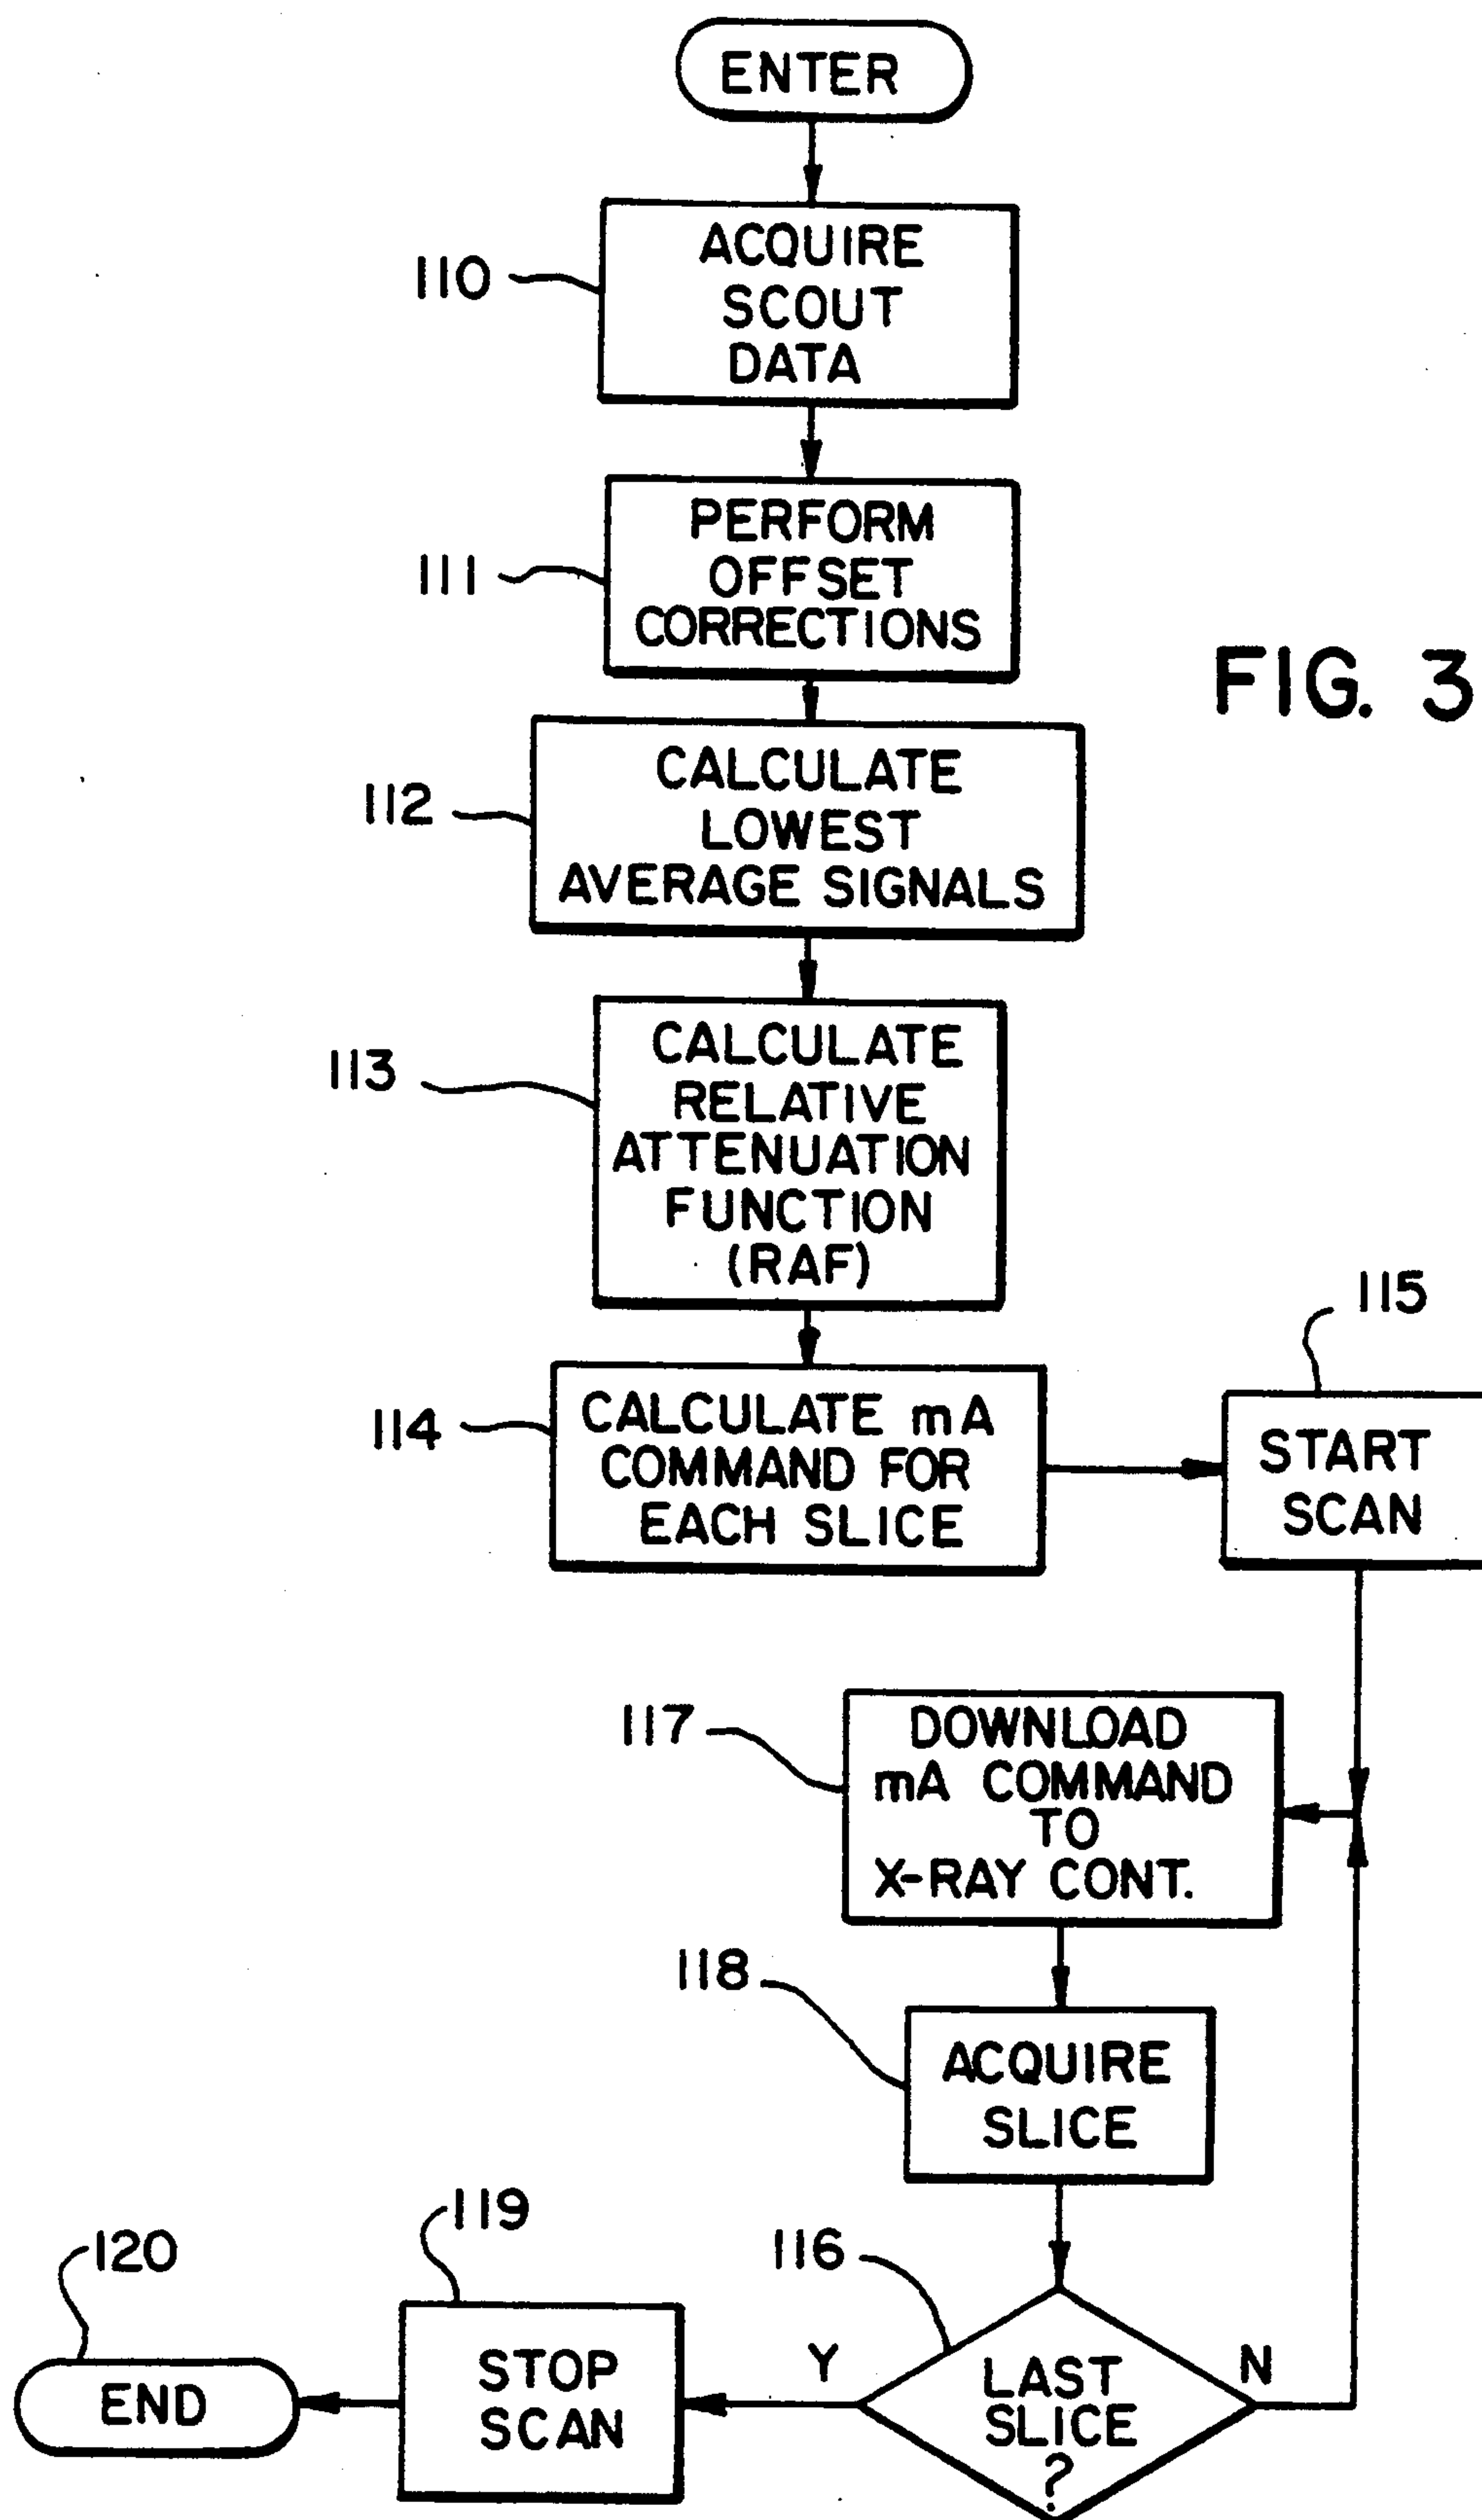 ENTER
110
ACQUIRE
SCOUT
DATA
111
PERFORM
OFFSET
CORRECTIONS
FIG. 3
112
CALCULATE
LOWEST
AVERAGE SIGNALS
113
CALCULATE
RELATIVE
ATTENUATION
FUNCTION
(RAF)
114
CALCULATE mA
COMMAND FOR
EACH SLICE
115
START
SCAN
117
DOWNLOAD
mA COMMAND
TO
X-RAY CONT.
118
ACQUIRE
SLICE
116
LAST
SLICE
?
Y
N
119
STOP
SCAN
120
END